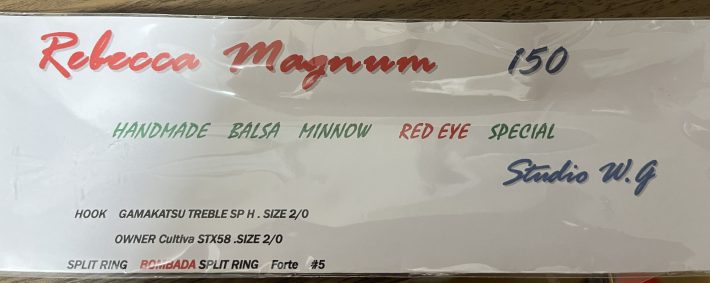 Rebecca Magnum 150
HANDMADE BALSA MINNOW RED EYE SPECIAL
Studio W.G
HOOK GAMAKATSU TREBLE SP H . SIZE 2/0
OWNER Cultiva STX58 .SIZE 2/0
SPLIT RING BOMBADA SPLIT RING Forte #5